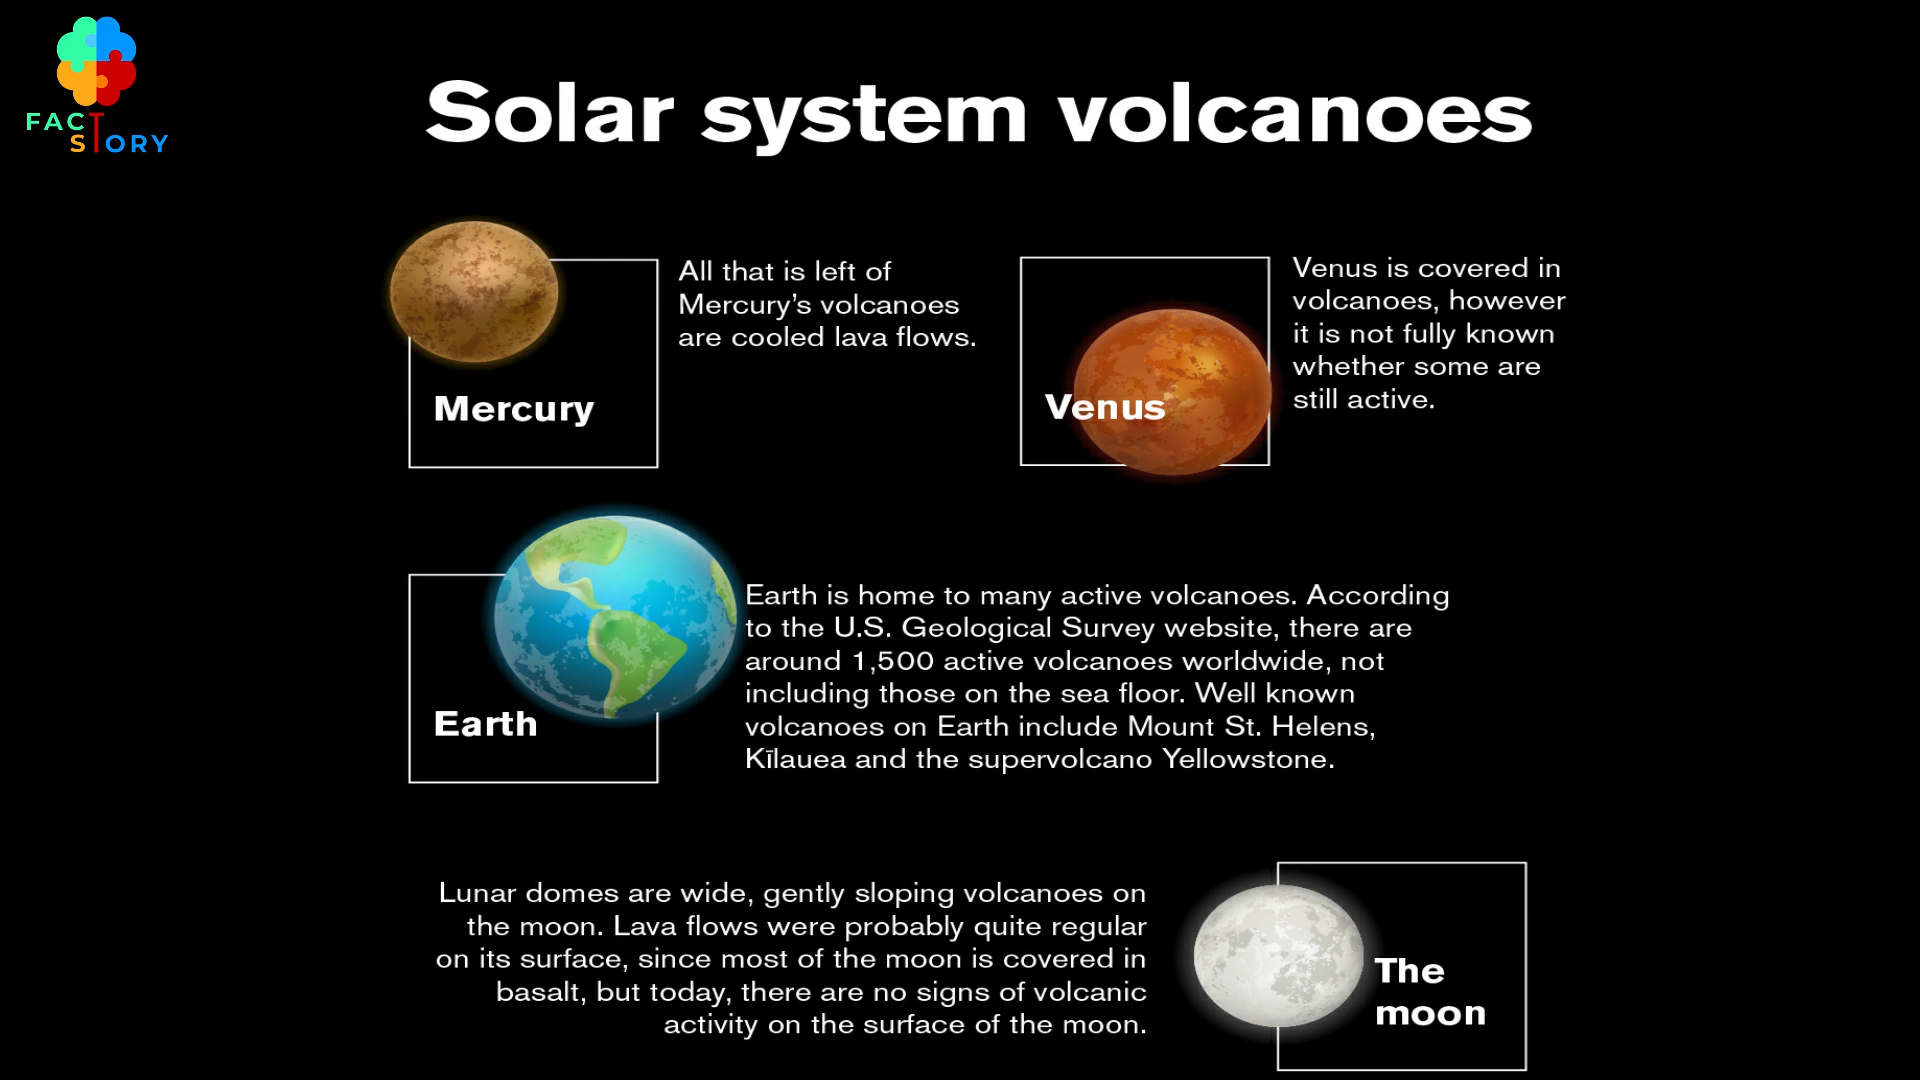 FACT
STORY
Solar system volcanoes
Mercury
All that is left of
Mercury’s volcanoes
are cooled lava flows.
Venus
Venus is covered in
volcanoes, however
it is not fully known
whether some are
still active.
Earth
Earth is home to many active volcanoes. According
to the U.S. Geological Survey website, there are
around 1,500 active volcanoes worldwide, not
including those on the sea floor. Well known
volcanoes on Earth include Mount St. Helens,
Kīlauea and the supervolcano Yellowstone.
Lunar domes are wide, gently sloping volcanoes on
the moon. Lava flows were probably quite regular
on its surface, since most of the moon is covered in
basalt, but today, there are no signs of volcanic
activity on the surface of the moon.
The
moon